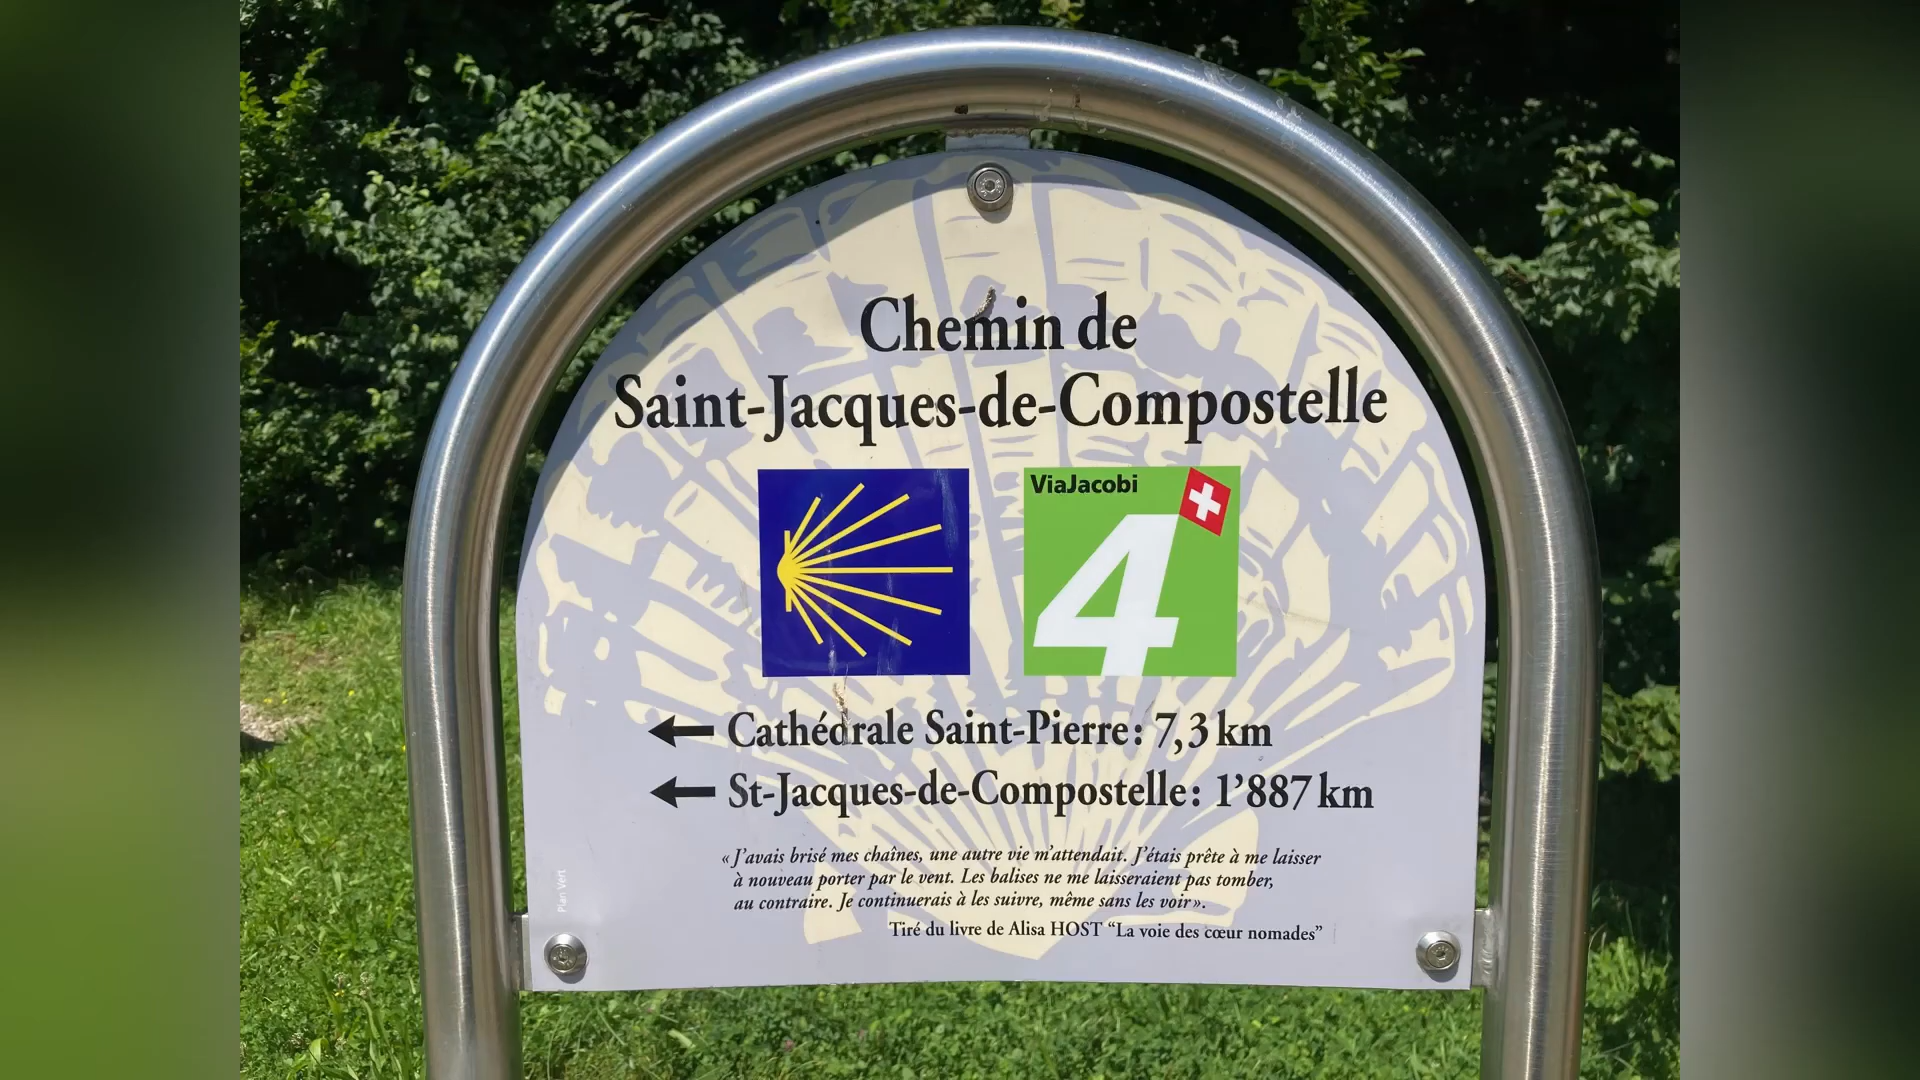 Chemin de
Saint-Jacques-de-Compostelle
ViaJacobi
4
Cathédrale Saint-Pierre: 7,3 km
St-Jacques-de-Compostelle: 1’887 km
« J’avais brisé mes chaînes, une autre vie m’attendait. J’étais prête à me laisser
à nouveau porter par le vent. Les balises ne me laisseraient pas tomber,
au contraire. Je continuerais à les suivre, même sans les voir».
Tiré du livre de Alisa HOST “La voie des cœur nomades”
Plan Vert